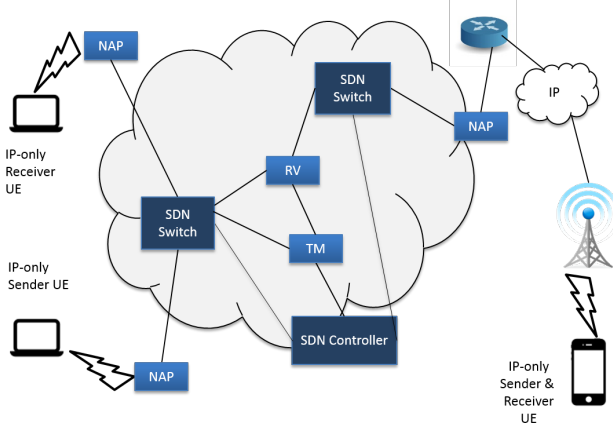 NAP
SDN
Switch
IP
NAP
IP-only
Receiver
UE
RV
SDN
Switch
TM
IP-only
Sender UE
SDN Controller
NAP
IP-only
Sender &
Receiver
UE